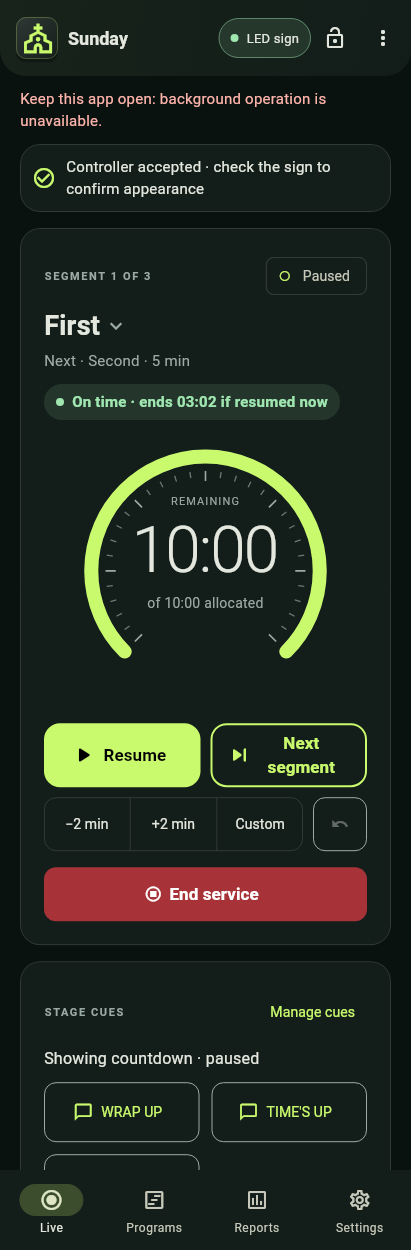 Sunday
LED sign
Keep this app open: background operation is
unavailable.
Controller accepted · check the sign to
confirm appearance
SEGMENT 1 OF 3
Paused
First
Next · Second · 5 min
On time · ends 03:02 if resumed now
REMAINING
10:00
of 10:00 allocated
Resume
Next
segment
−2 min
+2 min
Custom
End service
STAGE CUES
Manage cues
Showing countdown · paused
WRAP UP
TIME'S UP
Live
Programs
Reports
Settings